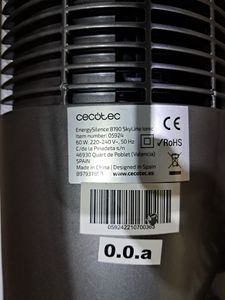 cecotec
EnergySilence 8190 SkyLine Ionic
Item number: 05924
60 W, 220-240 V~, 50 Hz
C/de la Pinadeta s/n
46930 Quart de Poblet (Valencia)
SPAIN
Made in China | Designed in Spain
www.cecotec.es
CE
✓RoHS
0.0.a